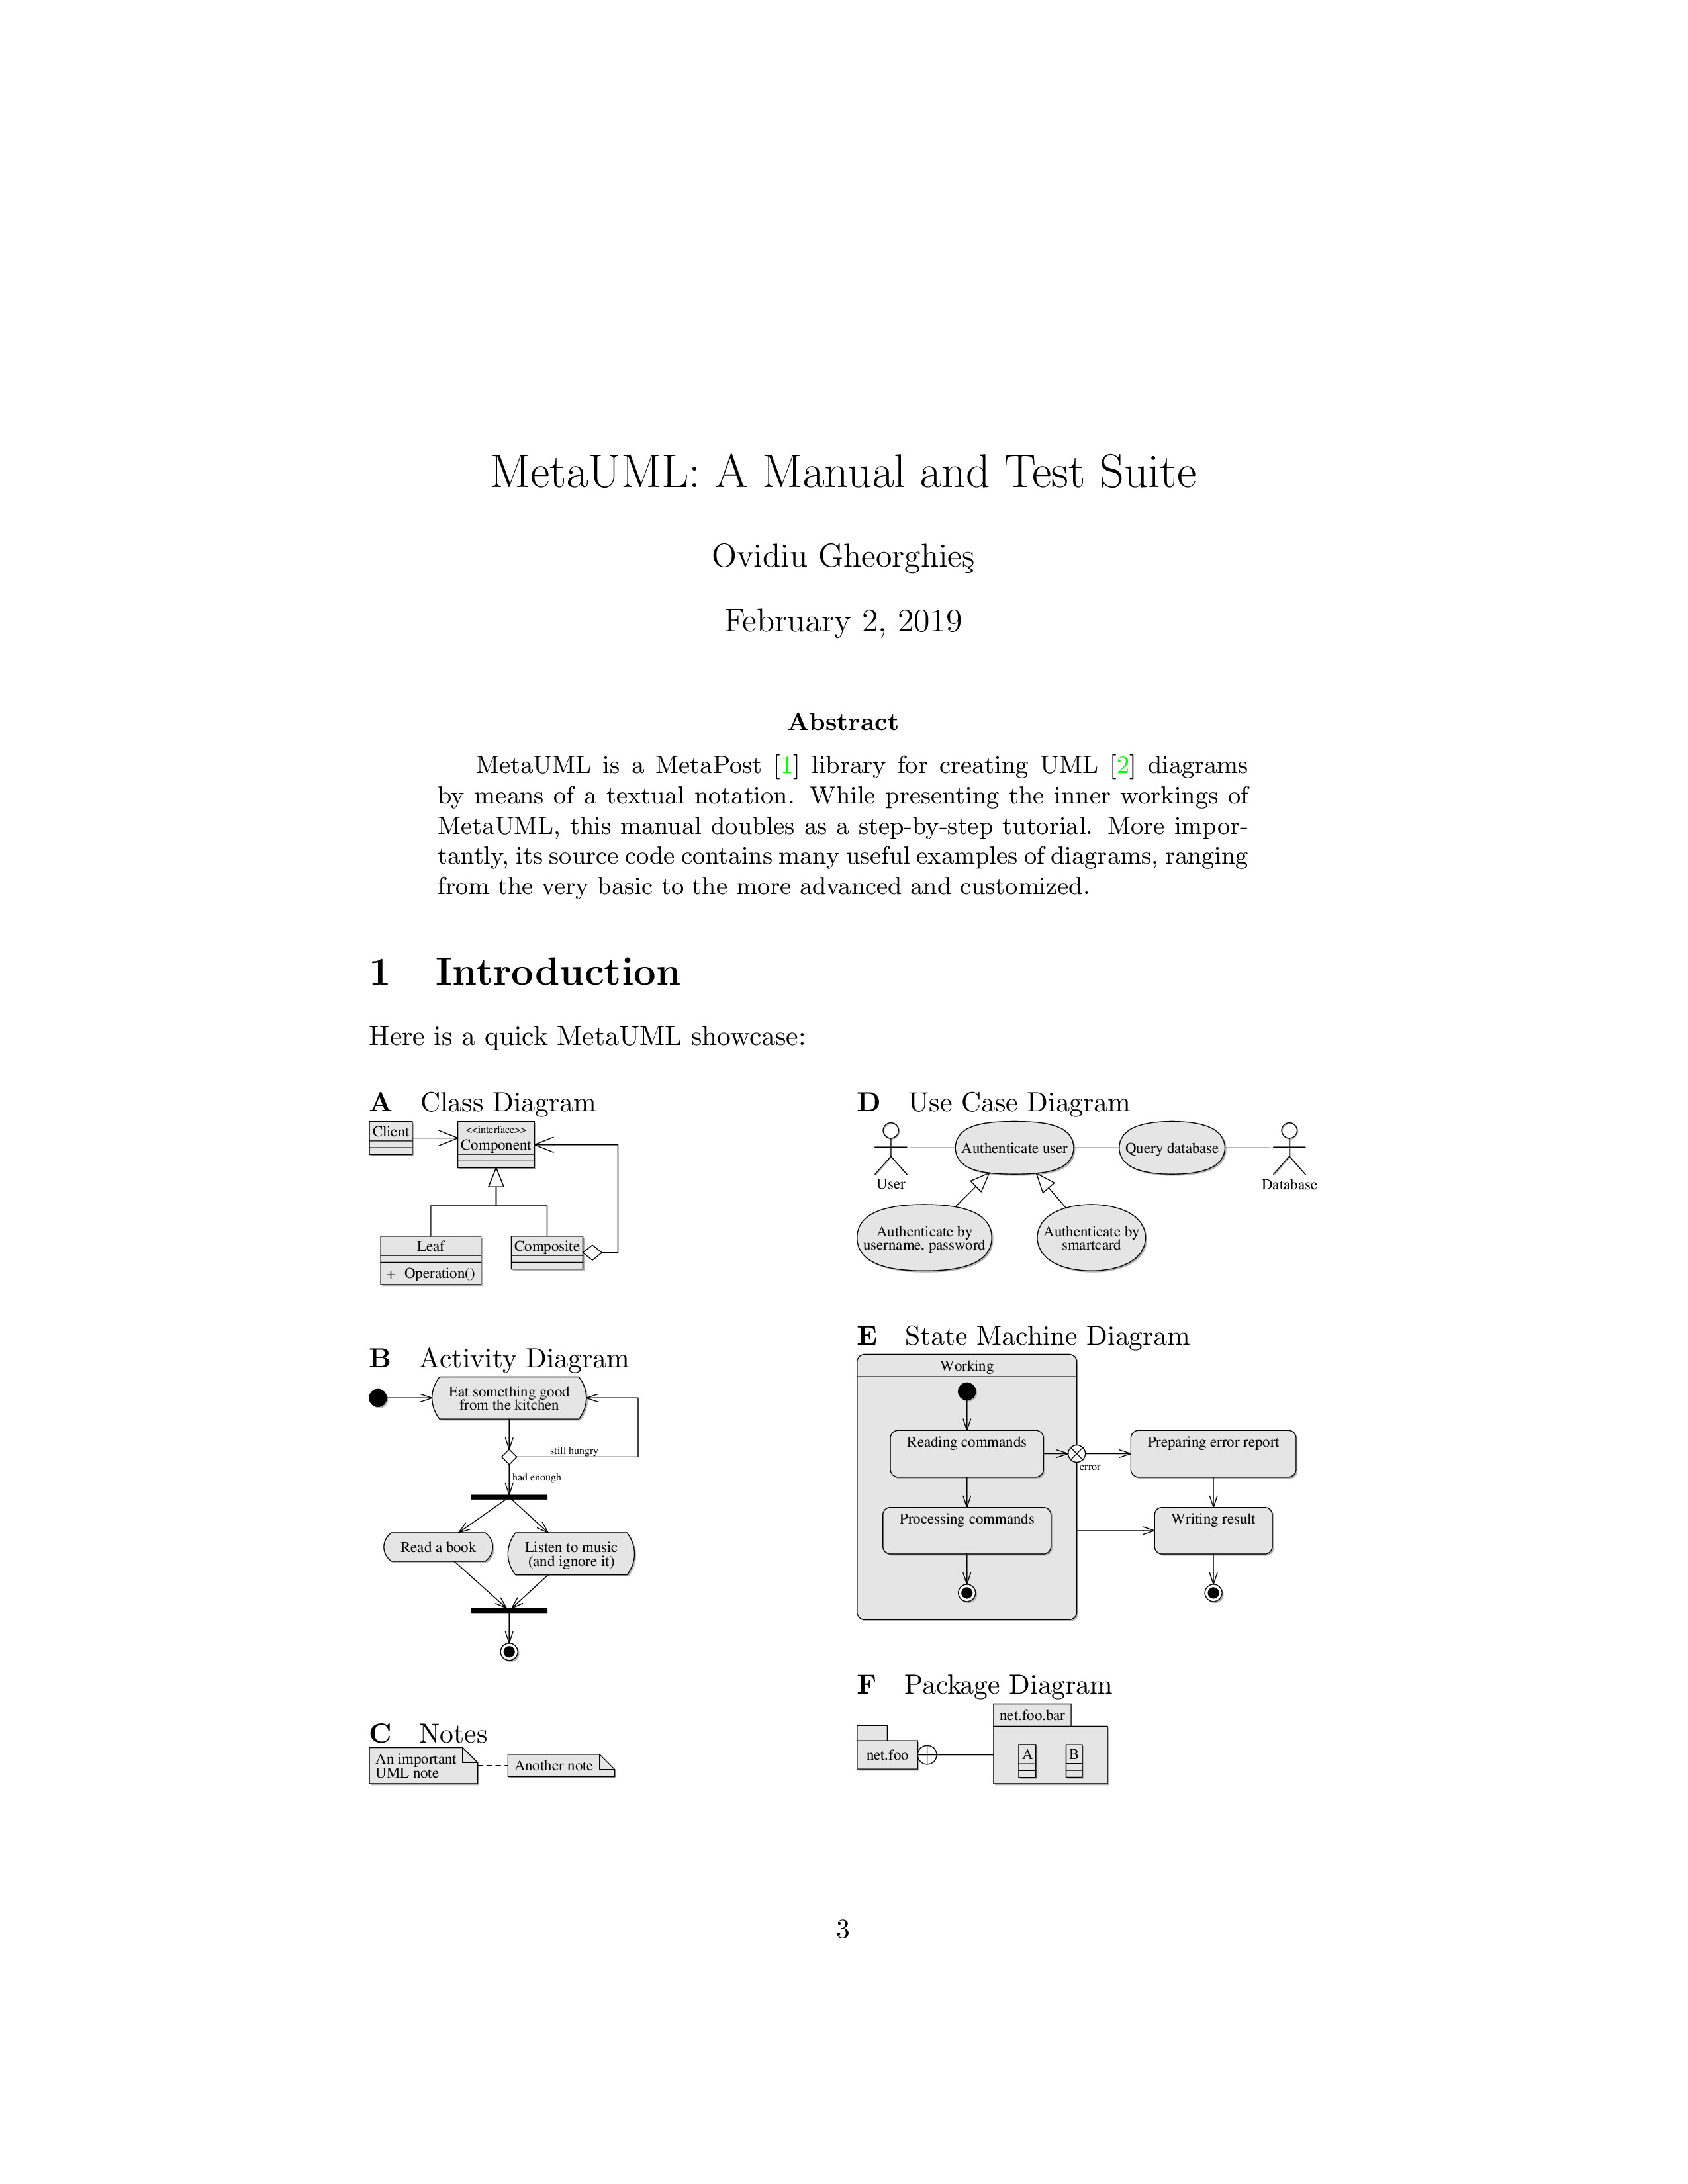 MetaUML: A Manual and Test Suite
Ovidiu Gheorghieş
February 2, 2019
Abstract
MetaUML is a MetaPost [1] library for creating UML [2] diagrams
by means of a textual notation. While presenting the inner workings of
MetaUML, this manual doubles as a step-by-step tutorial. More impor-
tantly, its source code contains many useful examples of diagrams, ranging
from the very basic to the more advanced and customized.
1 Introduction
Here is a quick MetaUML showcase:
A Class Diagram
Client
<<interface>>
Component
Leaf
+ Operation()
Composite
B Activity Diagram
Eat something good
from the kitchen
still hungry
had enough
Read a book
Listen to music
(and ignore it)
C Notes
An important
UML note
Another note
D Use Case Diagram
User
Authenticate user
Query database
Database
Authenticate by
username, password
Authenticate by
smartcard
E State Machine Diagram
Working
Reading commands
error
Preparing error report
Processing commands
Writing result
F Package Diagram
net.foo
net.foo.bar
A
B
3